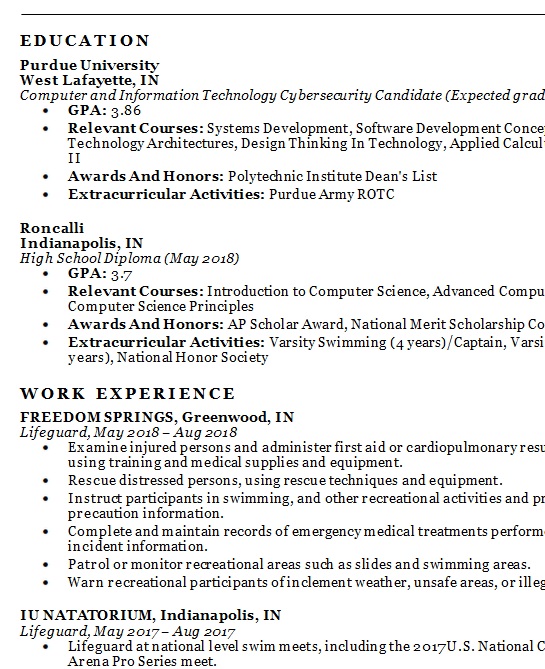 EDUCATION
Purdue University
West Lafayette, IN
Computer and Information Technology Cybersecurity Candidate (Expected grad
• GPA: 3.86
• Relevant Courses: Systems Development, Software Development Conce
Technology Architectures, Design Thinking In Technology, Applied Calcul
II
• Awards And Honors: Polytechnic Institute Dean's List
• Extracurricular Activities: Purdue Army ROTC
Roncalli
Indianapolis, IN
High School Diploma (May 2018)
• GPA: 3.7
• Relevant Courses: Introduction to Computer Science, Advanced Compu
Computer Science Principles
• Awards And Honors: AP Scholar Award, National Merit Scholarship Co
• Extracurricular Activities: Varsity Swimming (4 years)/Captain, Varsi
years), National Honor Society
WORK EXPERIENCE
FREEDOM SPRINGS, Greenwood, IN
Lifeguard, May 2018 – Aug 2018
• Examine injured persons and administer first aid or cardiopulmonary resu
using training and medical supplies and equipment.
• Rescue distressed persons, using rescue techniques and equipment.
• Instruct participants in swimming, and other recreational activities and pr
precaution information.
• Complete and maintain records of emergency medical treatments perform
incident information.
• Patrol or monitor recreational areas such as slides and swimming areas.
• Warn recreational participants of inclement weather, unsafe areas, or illeg
IU NATATORIUM, Indianapolis, IN
Lifeguard, May 2017 – Aug 2017
• Lifeguard at national level swim meets, including the 2017 U.S. National C
Arena Pro Series meet.